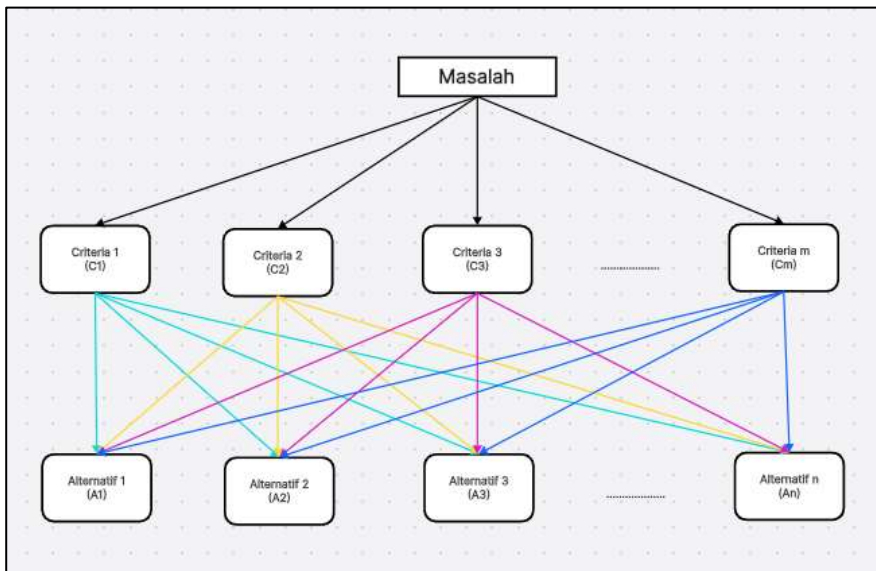 Masalah
Criteria 1
(C1)
Criteria 2
(C2)
Criteria 3
(C3)
Criteria m
(Cm)
Alternatif 1
(A1)
Alternatif 2
(A2)
Alternatif 3
(A3)
Alternatif n
(An)